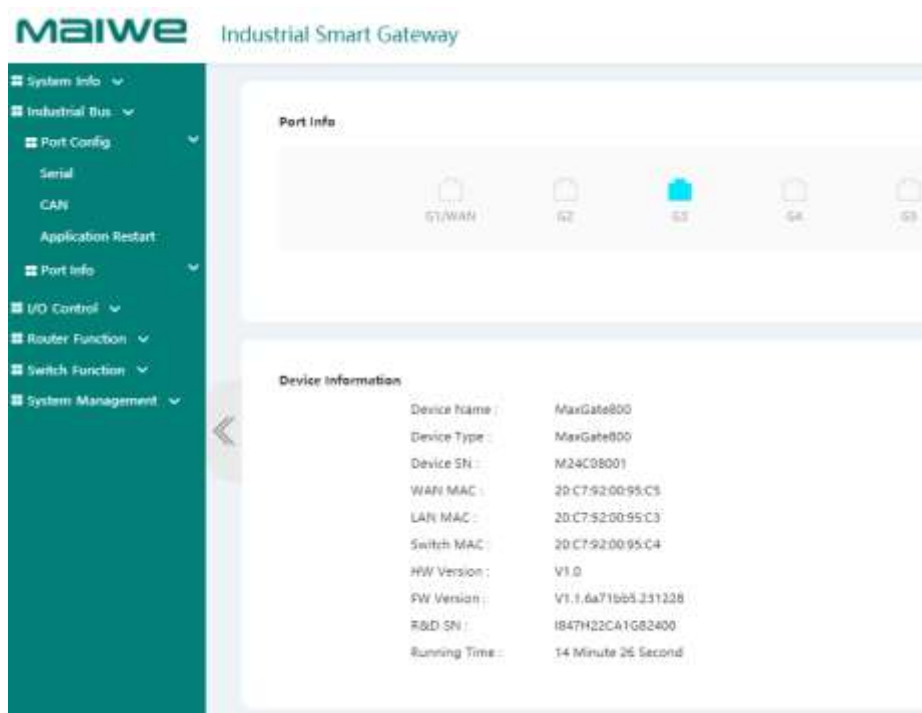 maiwe Industrial Smart Gateway
System Info
Industrial Bus
Port Config
Serial
CAN
Application Restart
Port Info
I/O Control
Router Function
Switch Function
System Management
Port Info
G1/WAN G2 G3 G4
Device Information
Device Name : MaxGate800
Device Type : MaxGate800
Device SN : M24C08001
WAN MAC : 20:C7:92:00:95:C5
LAN MAC : 20:C7:92:00:95:C3
Switch MAC : 20:C7:92:00:95:C4
HW Version : V1.0
FW Version : V1.1.6a71bb5.231228
R&D SN :
Running Time : 14 Minute 26 Second